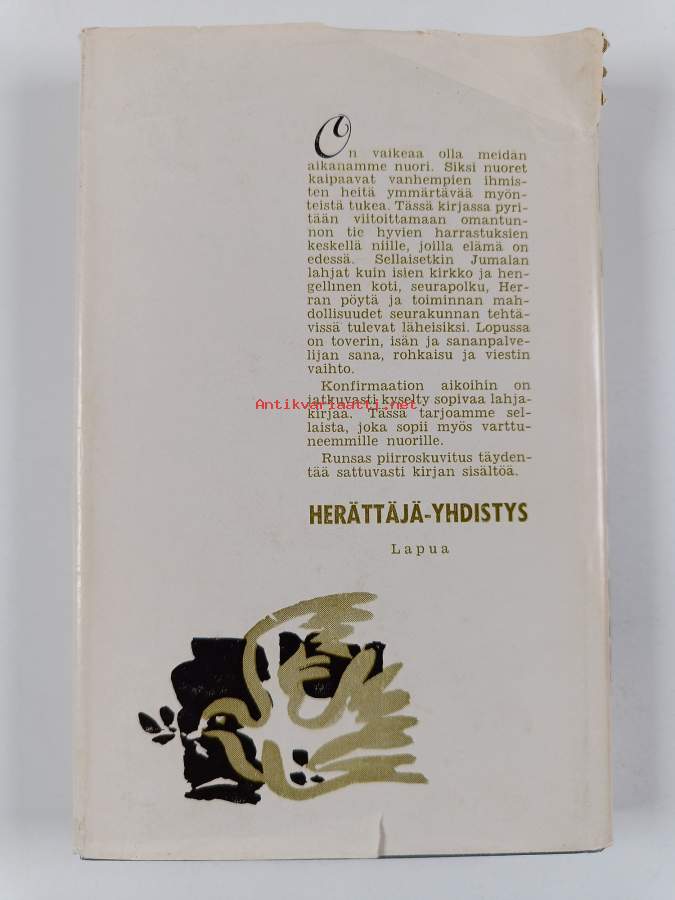 On vaikeaa olla meidän
aikanamme nuori. Siksi nuoret
kaipaavat vanhempien ihmis-
ten heitä ymmärtävää myön-
teistä tukea. Tässä kirjassa pyri-
tään viitoittamaan omantun-
non tie hyvien harrastuksien
keskellä niille, joilla elämä on
edessä. Sellaisetkin Jumalan
lahjat kuin isien kirkko ja hen-
gellinen koti, seurapolku, Her-
ran pöytä ja toiminnan mah-
dollisuudet seurakunnan tehtä-
vissä tulevat läheisiksi. Lopussa
on toverin, isän ja sananpalve-
lijan sana, rohkaisu ja viestin
vaihto.
Konfirmaation aikoihin on
jatkuvasti kyselty sopivaa lahja-
Antikvariaatti.net
kirjaa. Tässä tarjoamme sel-
laista, joka sopii myös varttu-
neemmille nuorille.
Runsas piirroskuvitus täyden-
tää sattuvasti kirjan sisältöä.
HERÄTTÄJÄ-YHDISTYS
Lapua